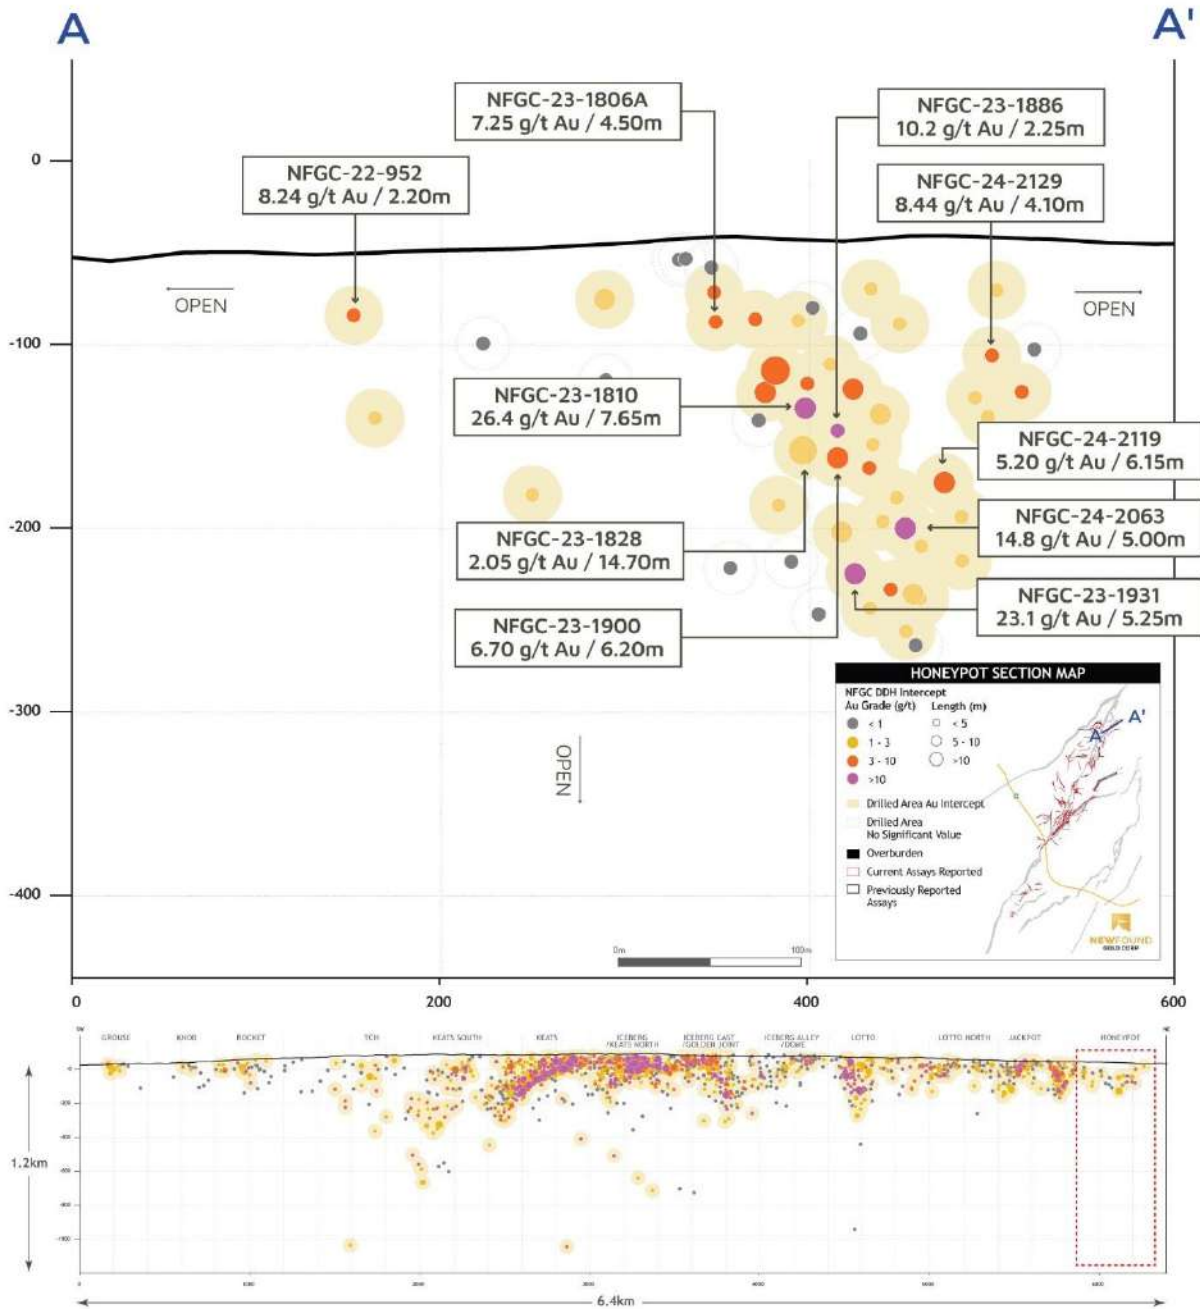 A
A'
NFGC-23-1806A
7.25 g/t Au / 4.50m
NFGC-23-1886
10.2 g/t Au / 2.25m
0
NFGC-22-952
8.24 g/t Au / 2.20m
NFGC-24-2129
8.44 g/t Au / 4.10m
OPEN
OPEN
-100
NFGC-23-1810
26.4 g/t Au / 7.65m
NFGC-24-2119
5.20 g/t Au / 6.15m
-200
NFGC-23-1828
2.05 g/t Au / 14.70m
NFGC-24-2063
14.8 g/t Au / 5.00m
NFGC-23-1931
23.1 g/t Au / 5.25m
NFGC-23-1900
6.70 g/t Au / 6.20m
-300
OPEN
-400
HONEYPOT SECTION MAP
NFGC DDH Intercept
Au Grade (g/t) Length (m)
< 1 < 5
1 - 3 5 - 10
3 - 10 >10
>10
Drilled Area Au Intercept
Drilled Area
No Significant Value
Overburden
Current Assays Reported
Previously Reported
Assays
A
A'
NEWFOUND
GOLD CORP
0m 100m
0 200 400 600
GROUSE KNOB ROCKET TCH KEATS SOUTH KEATS ICEBERG
/KEATS NORTH ICEBERG EAST
/GOLDEN JOINT ICEBERG ALLEY
/DOME LOTTO LOTTO NORTH JACKPOT HONEYPOT
1.2km
6.4km